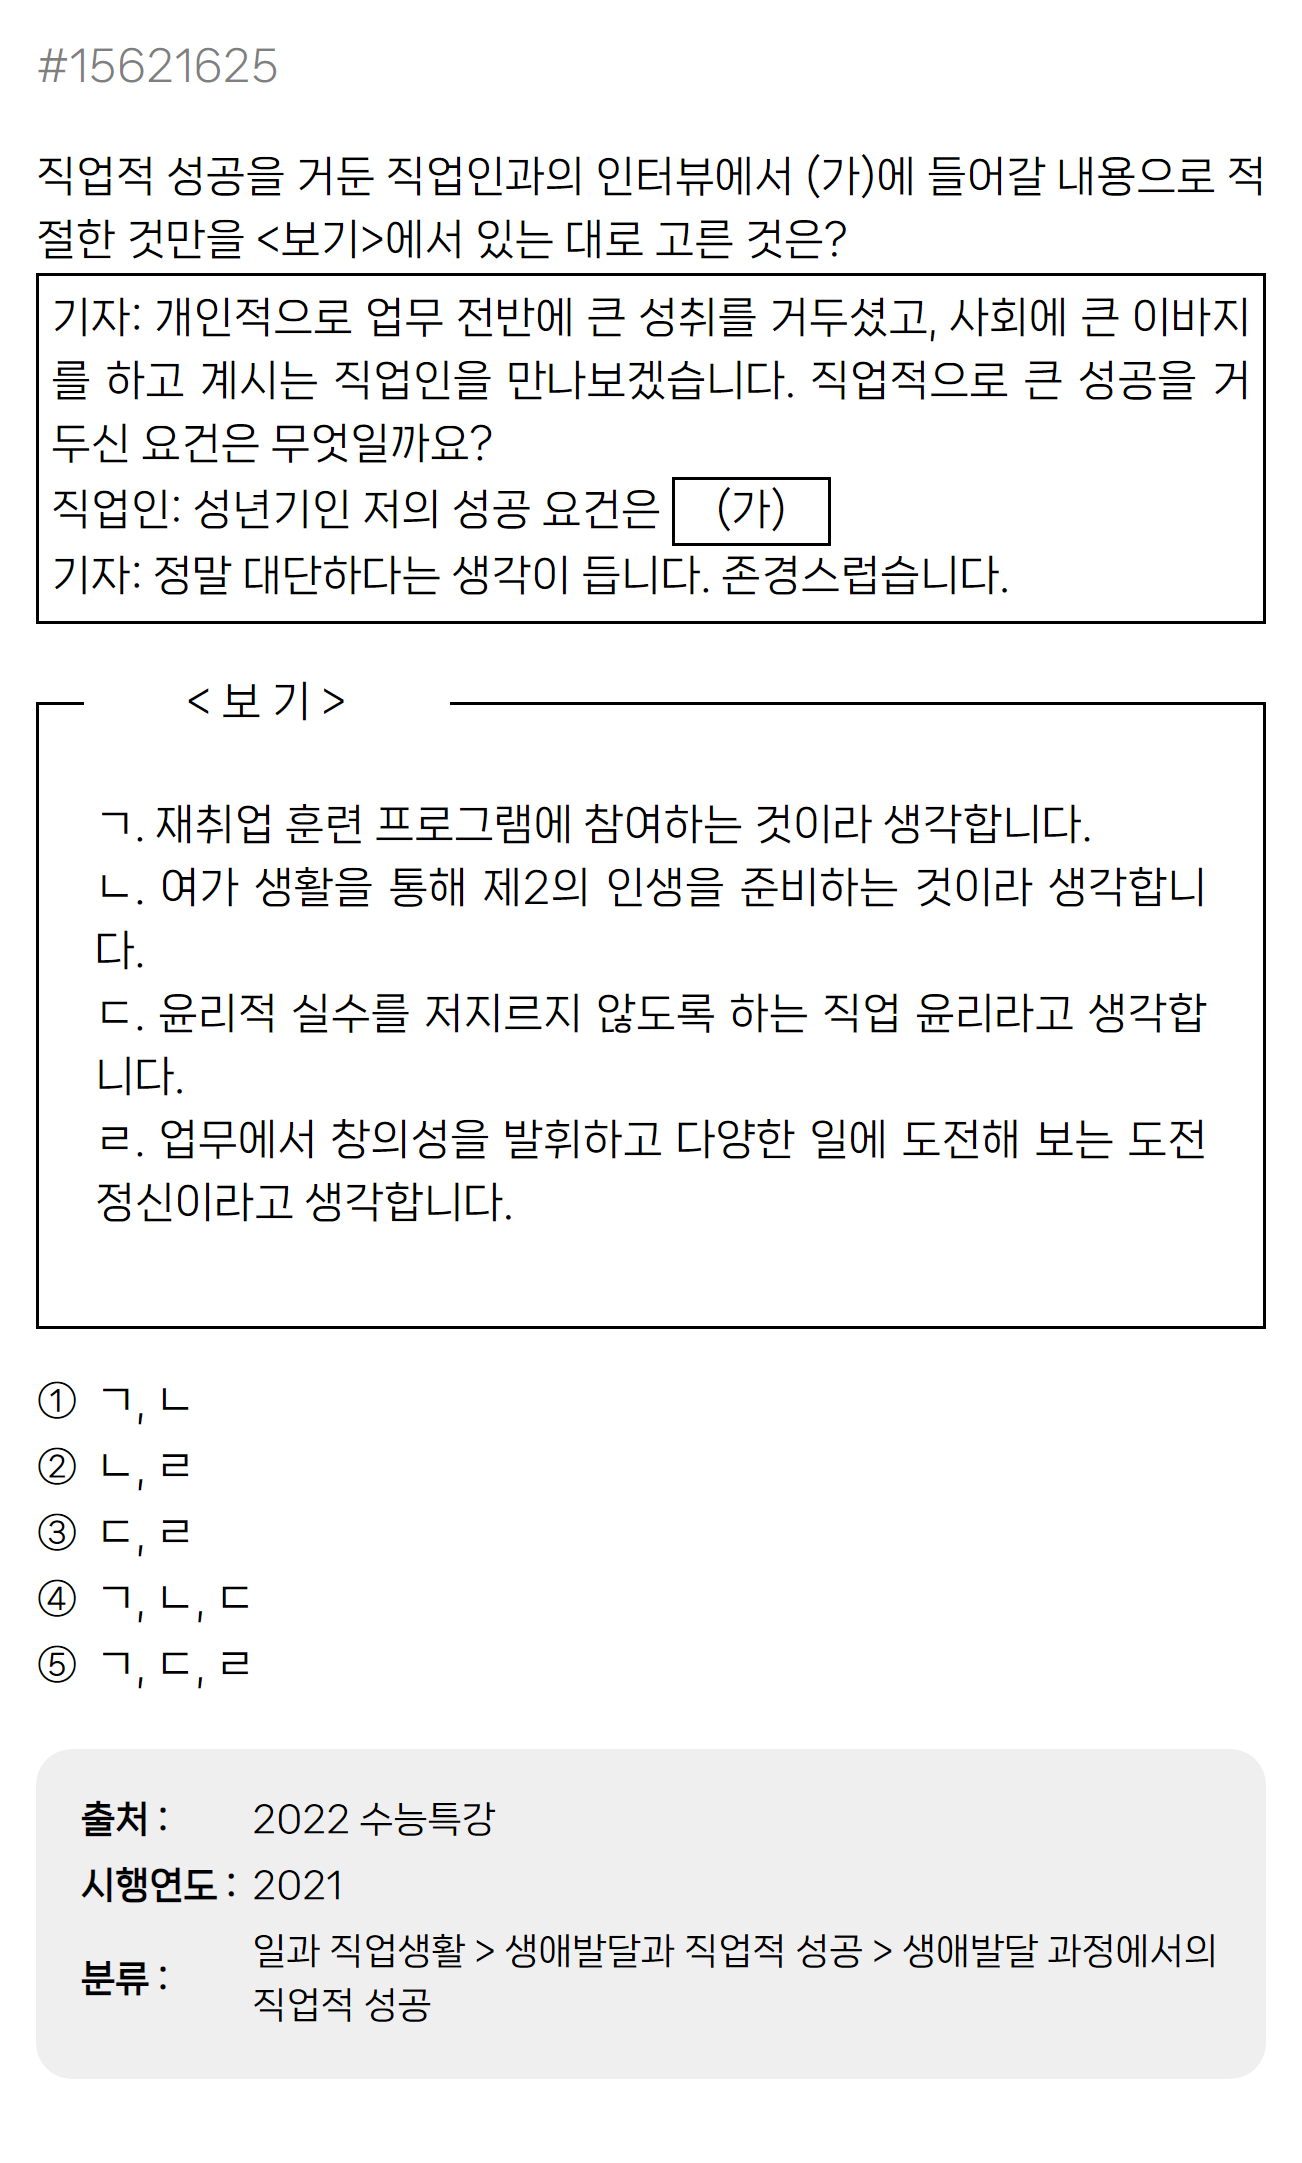 #15621625
직업적 성공을 거둔 직업인과의 인터뷰에서 (가)에 들어갈 내용으로 적
절한 것만을 <보기>에서 있는 대로 고른 것은?
기자: 개인적으로 업무 전반에 큰 성취를 거두셨고, 사회에 큰 이바지
를 하고 계시는 직업인을 만나보겠습니다. 직업적으로 큰 성공을 거
두신 요건은 무엇일까요?
직업인: 성년기인 저의 성공 요건은 (가)
기자: 정말 대단하다는 생각이 듭니다. 존경스럽습니다.
< 보 기 >
ㄱ. 재취업 훈련 프로그램에 참여하는 것이라 생각합니다.
ㄴ. 여가 생활을 통해 제2의 인생을 준비하는 것이라 생각합니
다.
ㄷ. 윤리적 실수를 저지르지 않도록 하는 직업 윤리라고 생각합
니다.
ㄹ. 업무에서 창의성을 발휘하고 다양한 일에 도전해 보는 도전
정신이라고 생각합니다.
① ㄱ, ㄴ
② ㄴ, ㄹ
③ ㄷ, ㄹ
④ ㄱ, ㄴ, ㄷ
⑤ ㄱ, ㄷ, ㄹ
출처 : 2022 수능특강
시행연도 : 2021
분류 : 일과 직업생활 > 생애발달과 직업적 성공 > 생애발달 과정에서의
직업적 성공